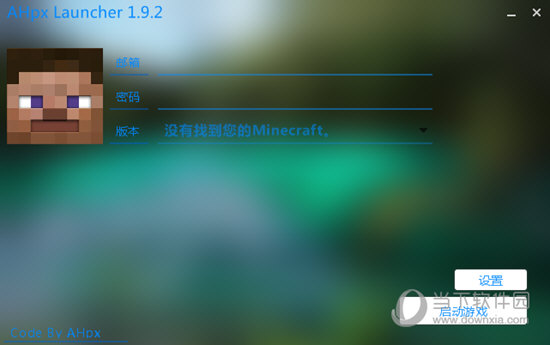 AHpx Launcher 1.9.2
邮箱
密码
版本 没有找到您的Minecraft。
设置
启动游戏
当下软件园
www.downxia.com
Code By AHpx